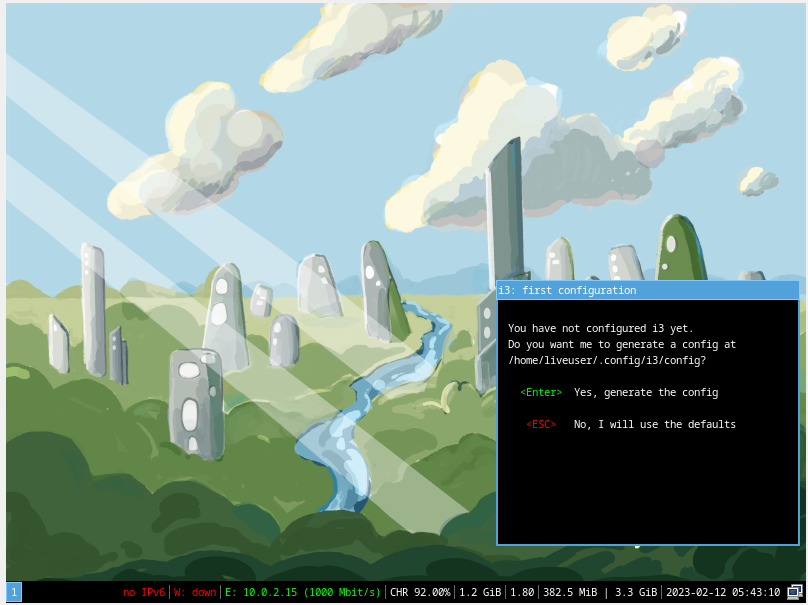 i3: first configuration
You have not configured i3 yet.
Do you want me to generate a config at
/home/liveuser/.config/i3/config?
<Enter> Yes, generate the config
<ESC> No, I will use the defaults
1 no IPv6|W: down|E: 10.0.2.15 (1000 Mbit/s)|CHR 92.00%|1.2 GiB|1.80|382.5 MiB | 3.3 GiB|2023-02-12 05:43:10